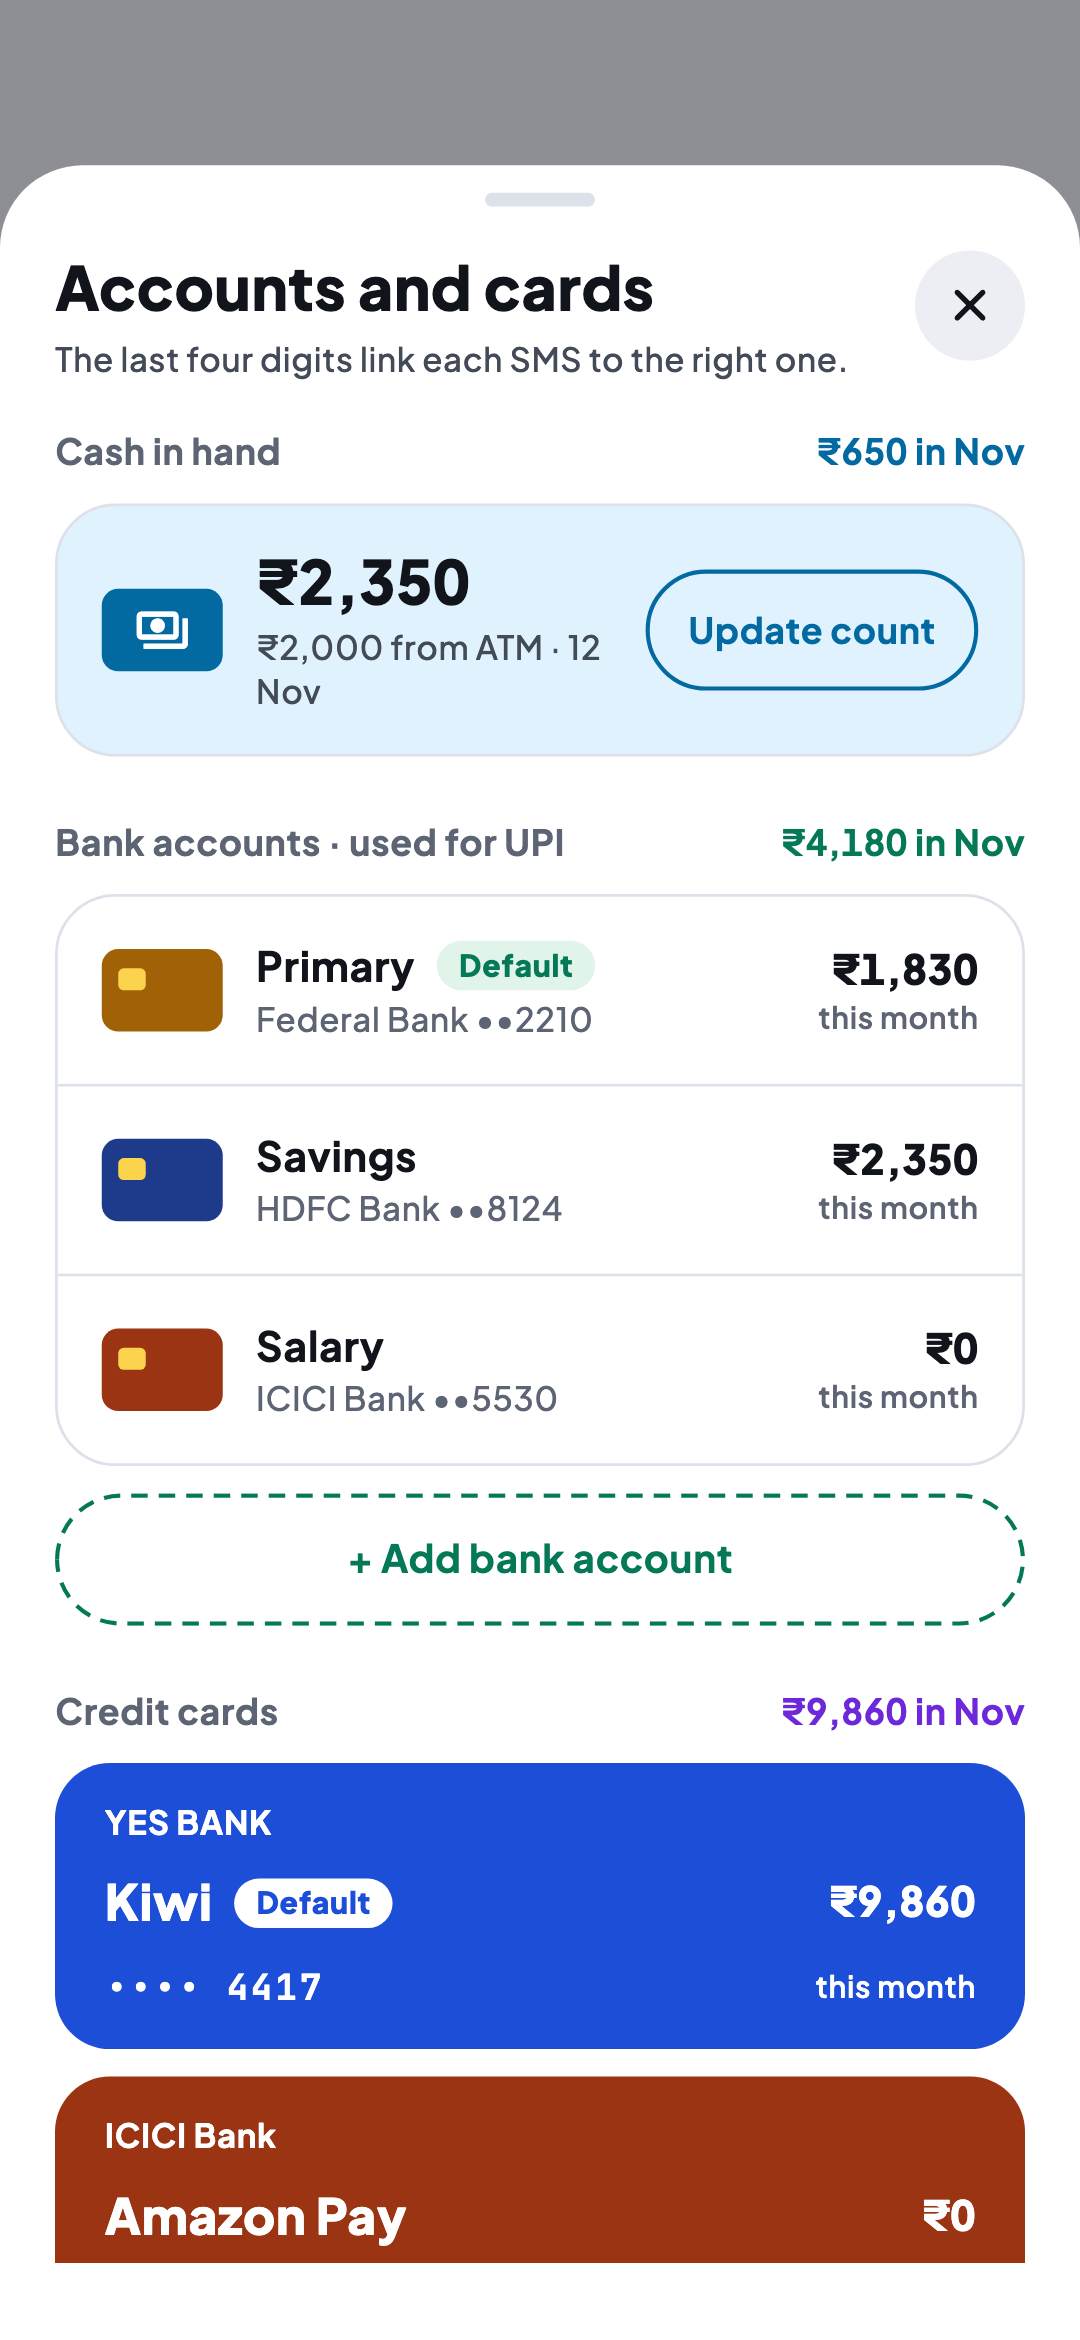 Accounts and cards
The last four digits link each SMS to the right one.
Cash in hand
₹650 in Nov
₹2,350
₹2,000 from ATM · 12
Nov
Update count
Bank accounts · used for UPI
₹4,180 in Nov
Primary
Default
₹1,830
Federal Bank ••2210
this month
Savings
₹2,350
HDFC Bank ••8124
this month
Salary
₹0
ICICI Bank ••5530
this month
+ Add bank account
Credit cards
₹9,860 in Nov
YES BANK
Kiwi
Default
₹9,860
•••• 4417
this month
ICICI Bank
Amazon Pay
₹0